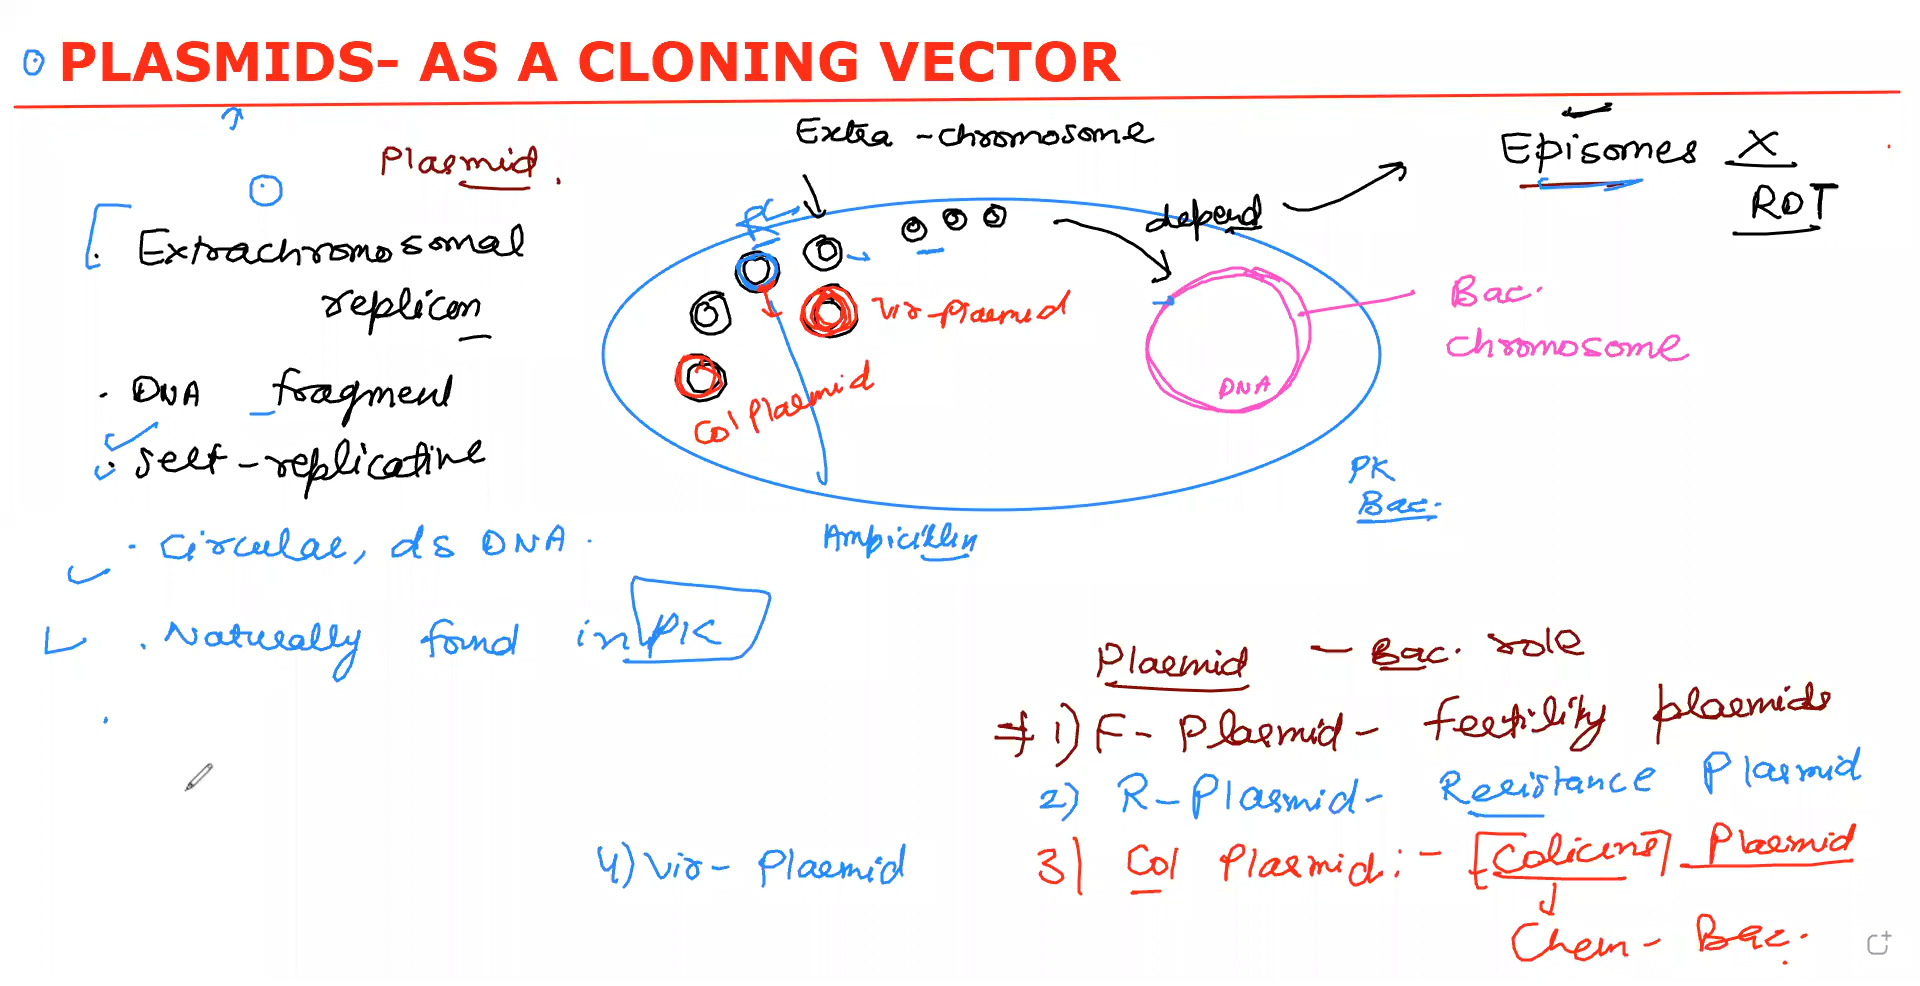 PLASMIDS- AS A CLONING VECTOR
Plasmid.
Extra-chromosome
Episomes X
RDT
Extrachromosomal
replicon
depend
Vir-Plasmid
Bac.
chromosome
DNA
· DNA fragment
Col Plasmid
· Self-replicative
PK
Bac.
· Circular, ds DNA.
Ampicillin
· Naturally found in PK
Plasmid - Bac. role
1) F- Plasmid- fertility plasmids
2) R-Plasmid- Resistance Plasmid
3) Col Plasmid:- [Colicens] Plasmid
4) Vir- Plasmid
Chem- Bac.